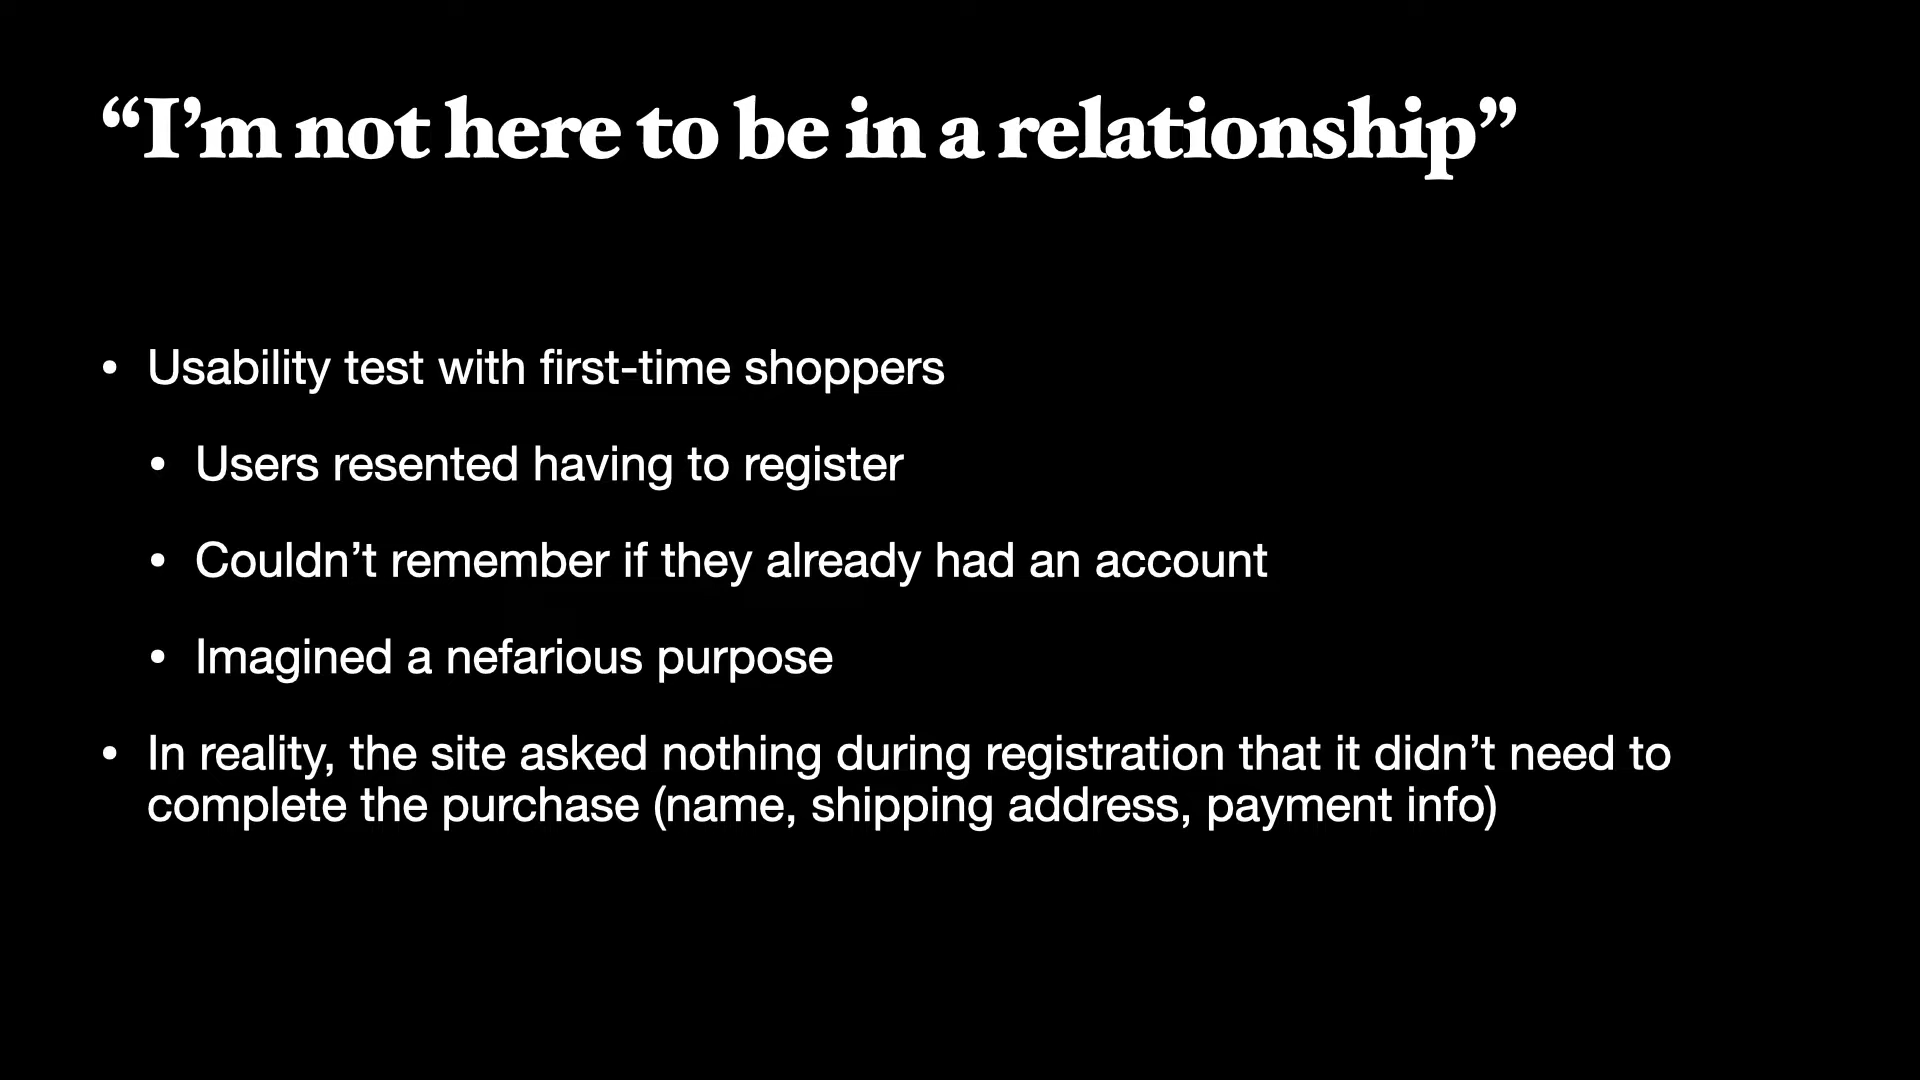 “I’m not here to be in a relationship”
• Usability test with first-time shoppers
• Users resented having to register
• Couldn’t remember if they already had an account
• Imagined a nefarious purpose
• In reality, the site asked nothing during registration that it didn’t need to
complete the purchase (name, shipping address, payment info)